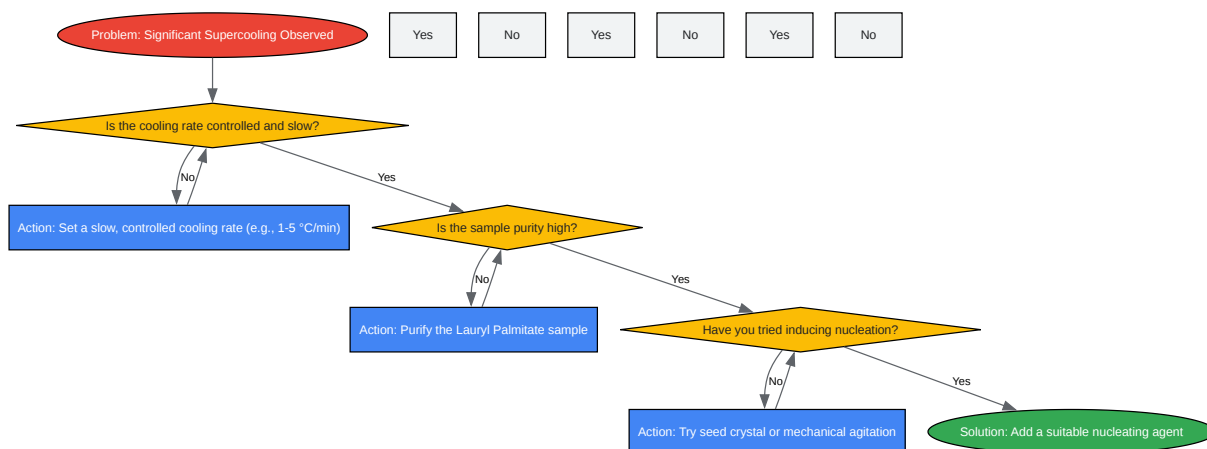 Problem: Significant Supercooling Observed
Yes
No
Yes
No
Yes
No
Is the cooling rate controlled and slow?
No
Yes
Action: Set a slow, controlled cooling rate (e.g., 1-5 °C/min)
Is the sample purity high?
No
Yes
Action: Purify the Lauryl Palmitate sample
Have you tried inducing nucleation?
No
Yes
Action: Try seed crystal or mechanical agitation
Solution: Add a suitable nucleating agent